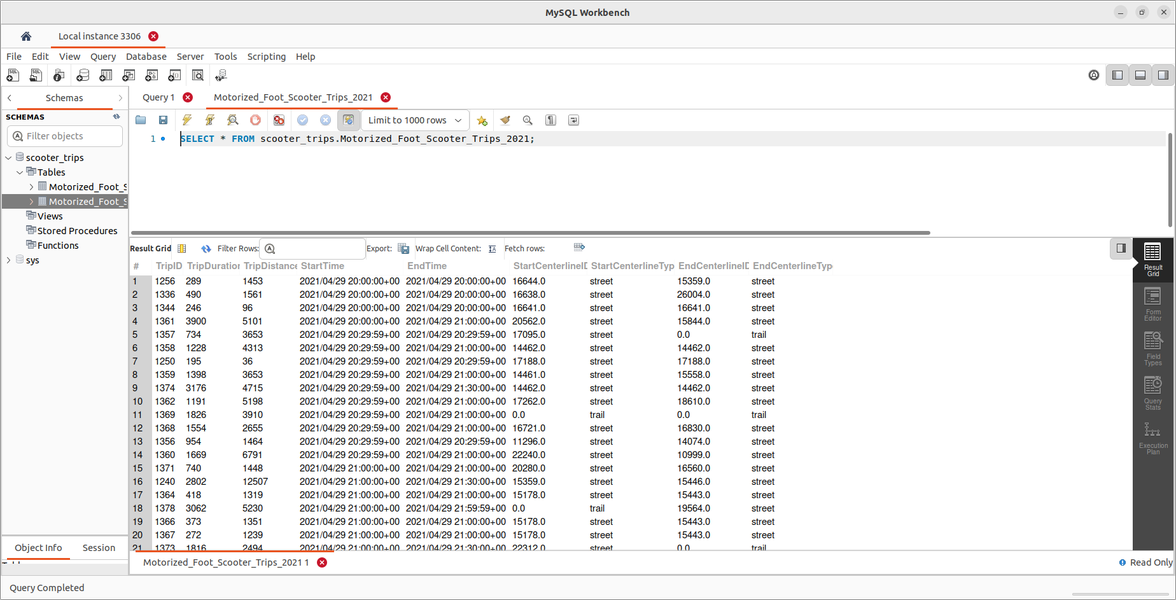 MySQL Workbench
Local instance 3306
File Edit View Query Database Server Tools Scripting Help
Schemas
Query 1
Motorized_Foot_Scooter_Trips_2021
SCHEMAS
Filter objects
Limit to 1000 rows
1 SELECT * FROM scooter_trips.Motorized_Foot_Scooter_Trips_2021;
scooter_trips
Tables
Motorized_Foot_S
Motorized_Foot_S
Views
Stored Procedures
Functions
sys
Result Grid Filter Rows: Export: Wrap Cell Content: Fetch rows:
# TripID TripDuration TripDistance StartTime EndTime StartCenterlineID StartCenterlineTyp EndCenterlineID EndCenterlineTyp
1 1256 289 1453 2021/04/29 20:00:00+00 2021/04/29 20:00:00+00 16644.0 street 15359.0 street
2 1336 490 1561 2021/04/29 20:00:00+00 2021/04/29 20:00:00+00 16638.0 street 26004.0 street
3 1344 246 96 2021/04/29 20:00:00+00 2021/04/29 20:00:00+00 16641.0 street 16641.0 street
4 1361 3900 5101 2021/04/29 20:00:00+00 2021/04/29 21:00:00+00 20562.0 street 15844.0 street
5 1357 734 3653 2021/04/29 20:29:59+00 2021/04/29 20:29:59+00 17095.0 street 0.0 trail
6 1358 1228 4313 2021/04/29 20:29:59+00 2021/04/29 21:00:00+00 14462.0 street 14462.0 street
7 1250 195 36 2021/04/29 20:29:59+00 2021/04/29 20:29:59+00 17188.0 street 17188.0 street
8 1359 1398 3653 2021/04/29 20:29:59+00 2021/04/29 21:00:00+00 14461.0 street 15558.0 street
9 1374 3176 4715 2021/04/29 20:29:59+00 2021/04/29 21:30:00+00 14462.0 street 14462.0 street
10 1362 1191 5198 2021/04/29 20:29:59+00 2021/04/29 21:00:00+00 17262.0 street 18610.0 street
11 1369 1826 3910 2021/04/29 20:29:59+00 2021/04/29 21:00:00+00 0.0 trail 0.0 trail
12 1368 1554 2655 2021/04/29 20:29:59+00 2021/04/29 21:00:00+00 16721.0 street 16830.0 street
13 1356 954 1464 2021/04/29 20:29:59+00 2021/04/29 20:29:59+00 11296.0 street 14074.0 street
14 1360 1669 6791 2021/04/29 20:29:59+00 2021/04/29 21:00:00+00 22240.0 street 10999.0 street
15 1371 740 1448 2021/04/29 21:00:00+00 2021/04/29 21:00:00+00 20280.0 street 16560.0 street
16 1240 2802 12507 2021/04/29 21:00:00+00 2021/04/29 21:30:00+00 15359.0 street 15446.0 street
17 1364 418 1319 2021/04/29 21:00:00+00 2021/04/29 21:00:00+00 15178.0 street 15443.0 street
18 1378 3062 5230 2021/04/29 21:00:00+00 2021/04/29 21:59:59+00 0.0 trail 19564.0 street
19 1366 373 1351 2021/04/29 21:00:00+00 2021/04/29 21:00:00+00 15178.0 street 15443.0 street
20 1367 272 1239 2021/04/29 21:00:00+00 2021/04/29 21:00:00+00 15178.0 street 15443.0 street
21 1373 1816 2494 2021/04/29 21:00:00+00 2021/04/29 21:30:00+00 22312.0 street 0.0 trail
Result Grid
Form Editor
Field Types
Query Stats
Execution Plan
Object Info Session
Motorized_Foot_Scooter_Trips_2021 1
Read Only
Query Completed